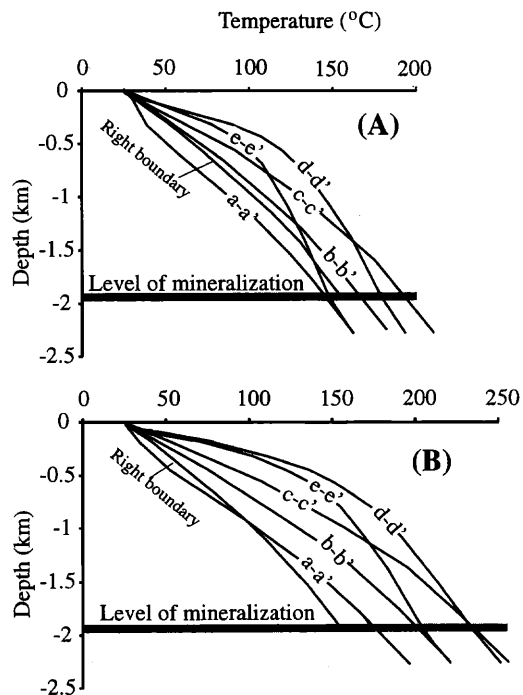 Temperature (°C)
0 50 100 150 200
0
-0.5
-1
-1.5
-2
-2.5
Depth (km)
(A)
Right boundary
a-a'
b-b'
c-c'
d-d'
e-e'
Level of mineralization
0 50 100 150 200 250
0
-0.5
-1
-1.5
-2
-2.5
Depth (km)
(B)
Right boundary
a-a'
b-b'
c-c'
d-d'
e-e'
Level of mineralization